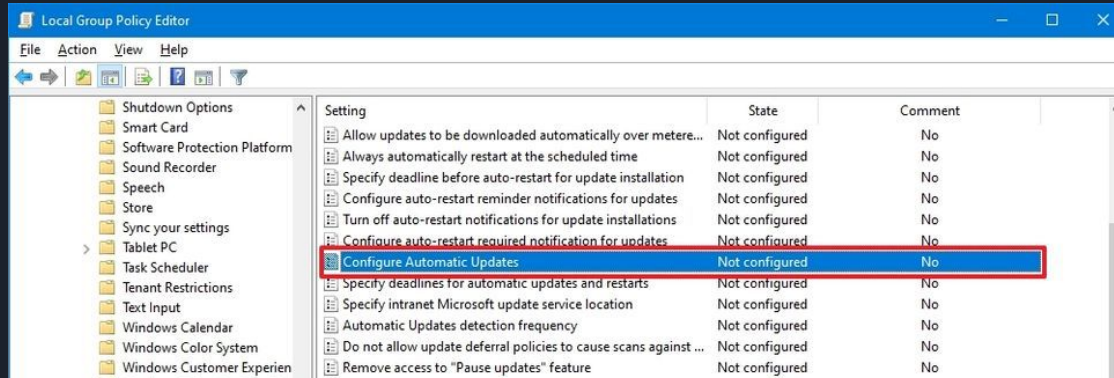 Local Group Policy Editor
File Action View Help
Shutdown Options
Smart Card
Software Protection Platform
Sound Recorder
Speech
Store
Sync your settings
Tablet PC
Task Scheduler
Tenant Restrictions
Text Input
Windows Calendar
Windows Color System
Windows Customer Experien
Setting State Comment
Allow updates to be downloaded automatically over metere... Not configured No
Always automatically restart at the scheduled time Not configured No
Specify deadline before auto-restart for update installation Not configured No
Configure auto-restart reminder notifications for updates Not configured No
Turn off auto-restart notifications for update installations Not configured No
Configure auto-restart required notification for updates Not configured No
Configure Automatic Updates Not configured No
Specify deadlines for automatic updates and restarts Not configured No
Specify intranet Microsoft update service location Not configured No
Automatic Updates detection frequency Not configured No
Do not allow update deferral policies to cause scans against ... Not configured No
Remove access to "Pause updates" feature Not configured No